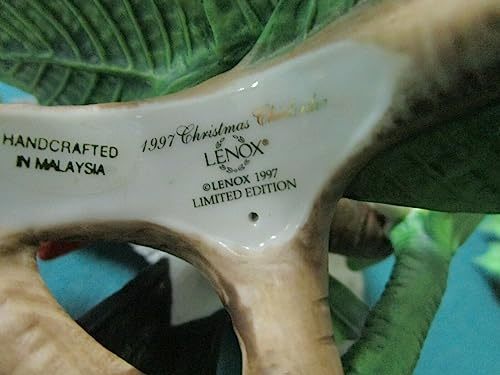 HANDCRAFTED
IN MALAYSIA
1997 Christmas
LENOX®
©LENOX 1997
LIMITED EDITION